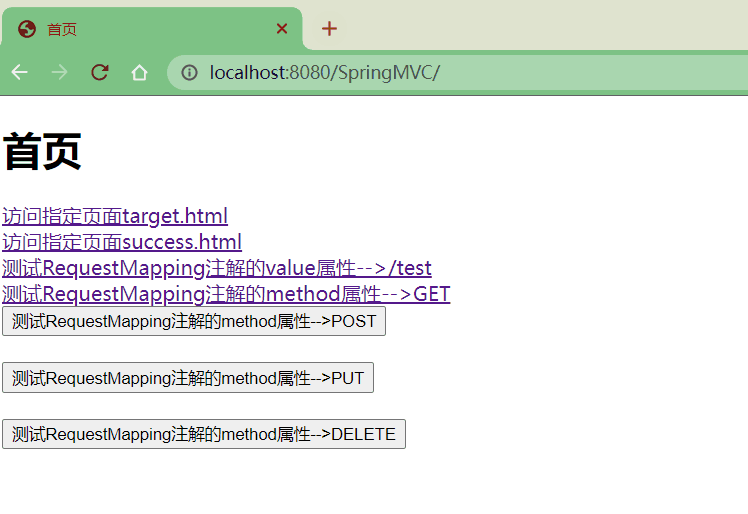 首页
localhost:8080/SpringMVC/
首页
访问指定页面target.html
访问指定页面success.html
测试RequestMapping注解的value属性-->/test
测试RequestMapping注解的method属性-->GET
测试RequestMapping注解的method属性-->POST
测试RequestMapping注解的method属性-->PUT
测试RequestMapping注解的method属性-->DELETE